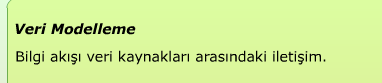 Veri Modelleme
Bilgi akışı veri kaynakları arasındaki iletişim.